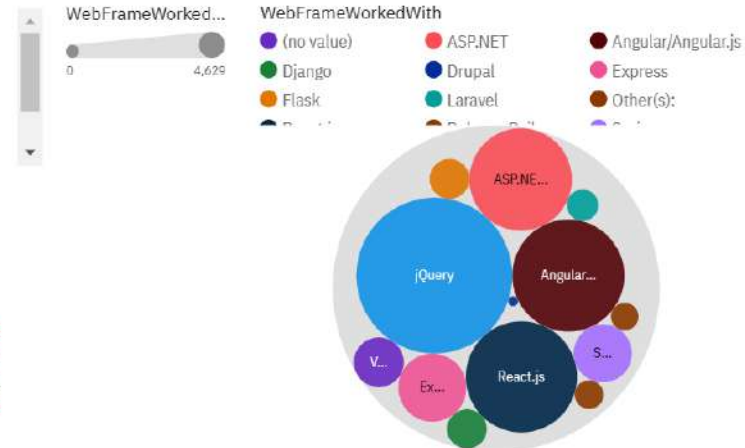 WebFrameWorked...
0
4,629
WebFrameWorkedWith
(no value)
ASP.NET
Angular/Angular.js
Django
Drupal
Express
Flask
Laravel
Other(s):
ASP.NE...
jQuery
Angular...
V...
Ex...
React.js
S...